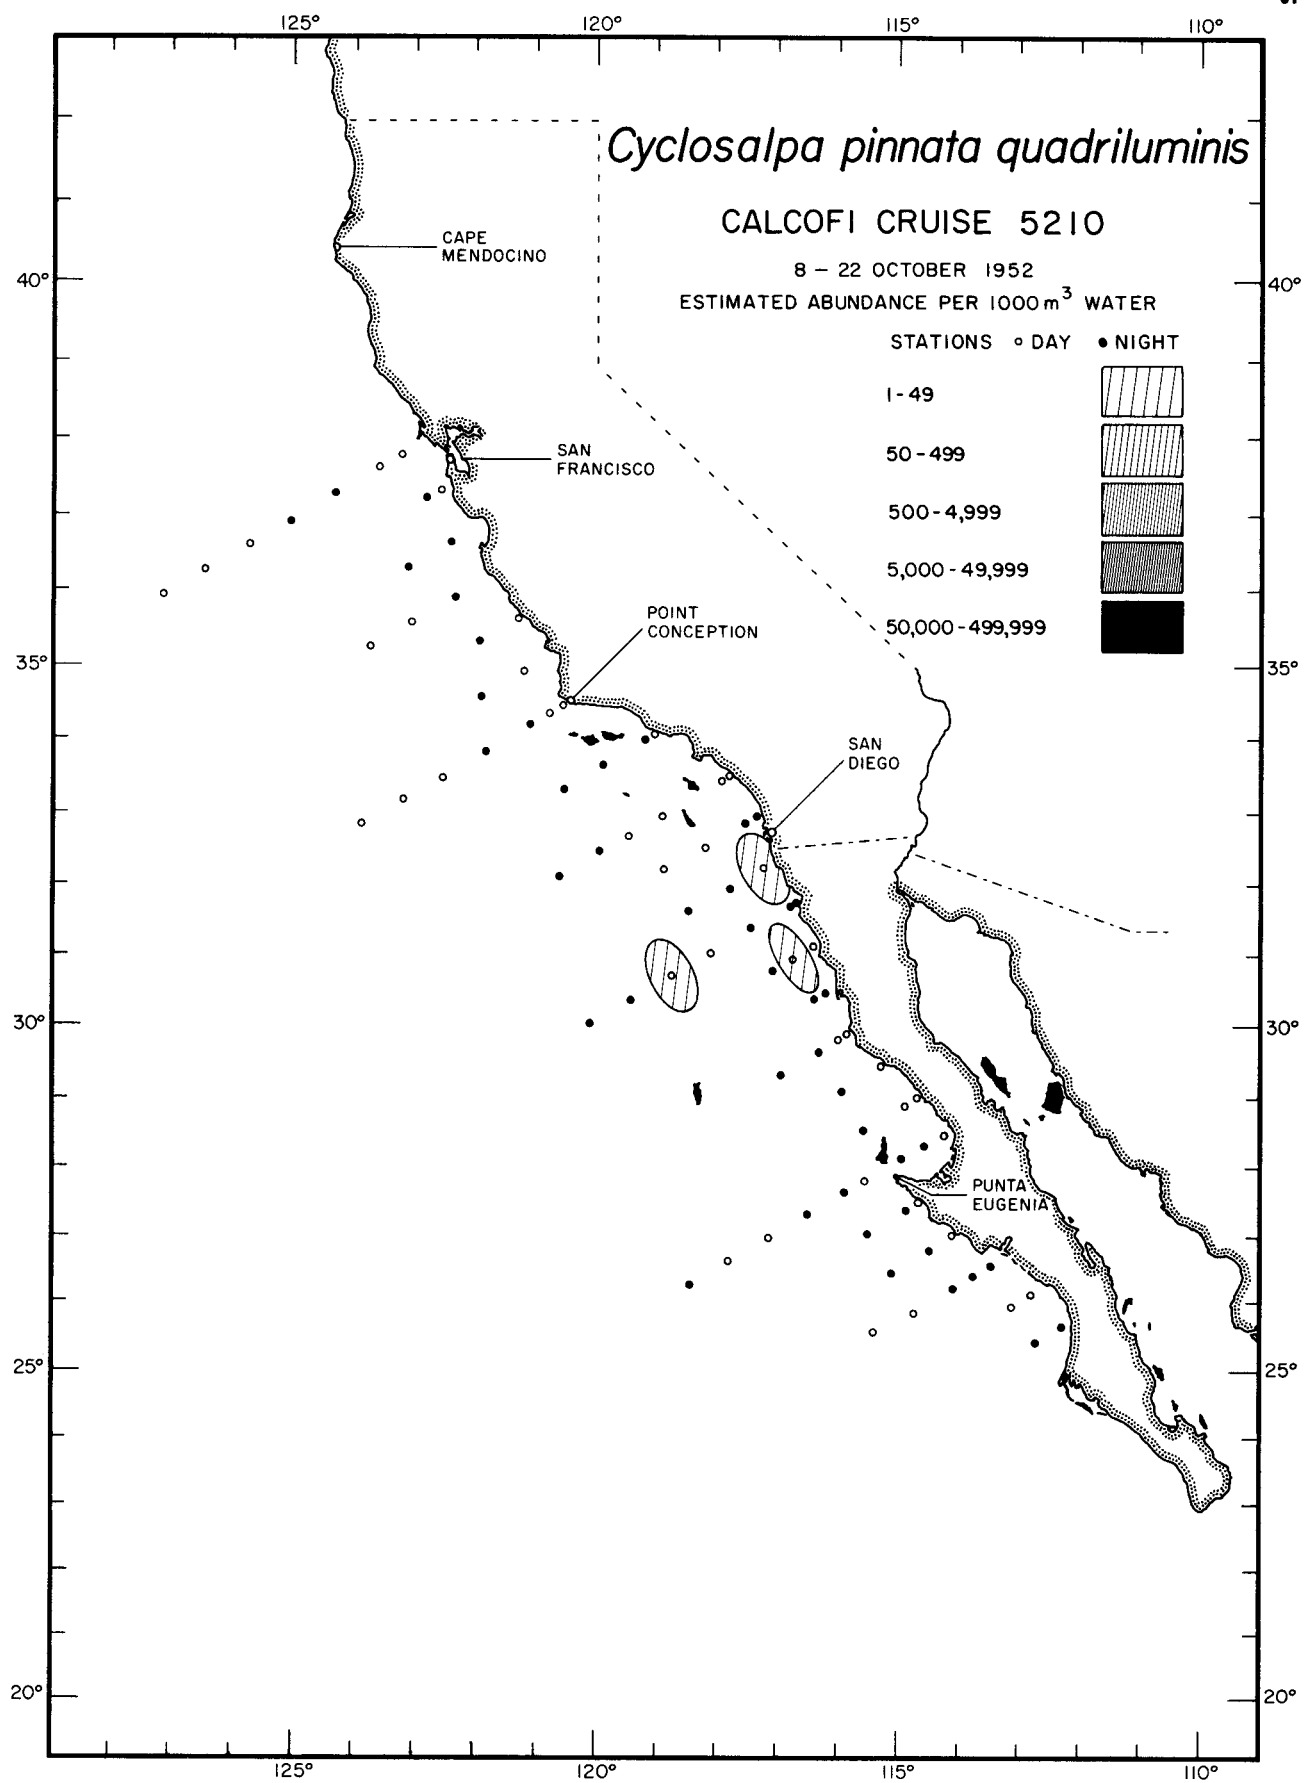 125° 120° 115° 110°
Cyclosalpa pinnata quadriluminis
CALCOFI CRUISE 5210
8 – 22 OCTOBER 1952
ESTIMATED ABUNDANCE PER 1000 m³ WATER
STATIONS ○ DAY ● NIGHT
1 - 49
50 - 499
500 - 4,999
5,000 - 49,999
50,000 - 499,999
CAPE
MENDOCINO
40° 40°
SAN
FRANCISCO
POINT
CONCEPTION
35° 35°
SAN
DIEGO
30° 30°
PUNTA
EUGENIA
25° 25°
20° 20°
125° 120° 115° 110°